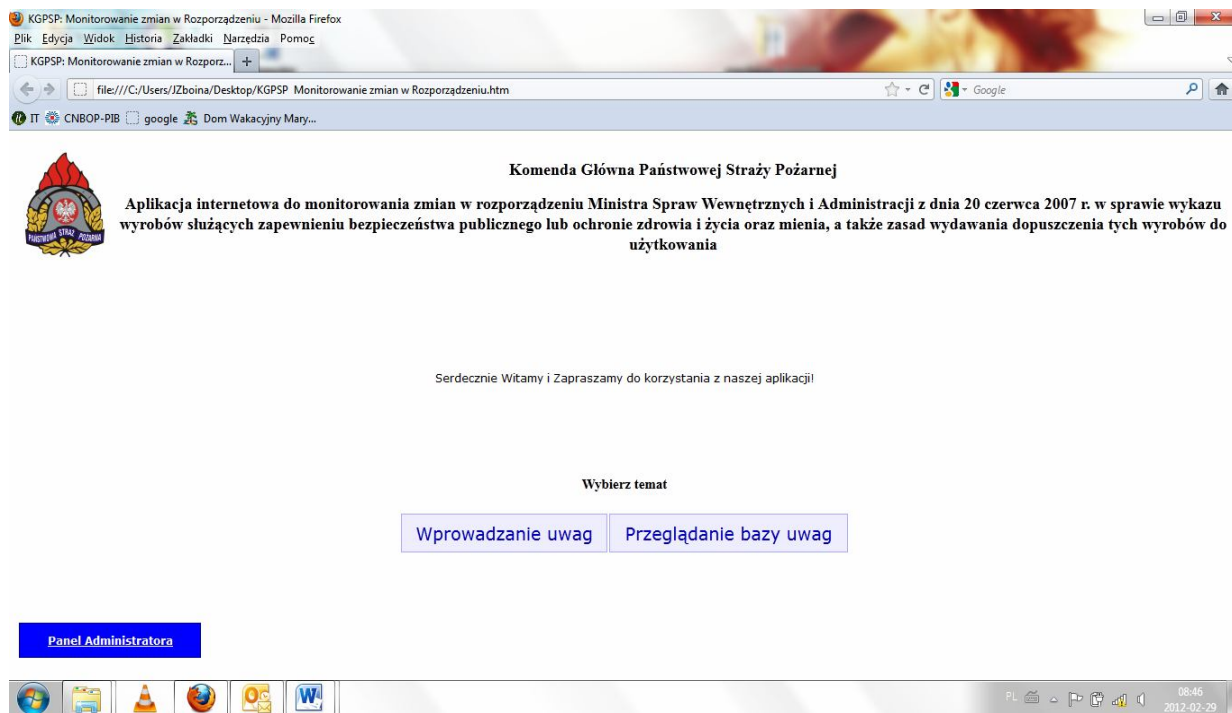 KGPSP: Monitorowanie zmian w Rozporządzeniu - Mozilla Firefox
Plik Edycja Widok Historia Zakładki Narzędzia Pomoc
KGPSP: Monitorowanie zmian w Rozporz...
file:///C:/Users/JZboina/Desktop/KGPSP Monitorowanie zmian w Rozporządzeniu.htm
Google
IT CNBOP-PIB google Dom Wakacyjny Mary...
Komenda Główna Państwowej Straży Pożarnej
Aplikacja internetowa do monitorowania zmian w rozporządzeniu Ministra Spraw Wewnętrznych i Administracji z dnia 20 czerwca 2007 r. w sprawie wykazu
wyrobów służących zapewnieniu bezpieczeństwa publicznego lub ochronie zdrowia i życia oraz mienia, a także zasad wydawania dopuszczenia tych wyrobów do
użytkowania
PAŃSTWOWA STRAŻ POŻARNA
Serdecznie Witamy i Zapraszamy do korzystania z naszej aplikacji!
Wybierz temat
Wprowadzanie uwag Przeglądanie bazy uwag
Panel Administratora
PL 08:46
2012-02-29